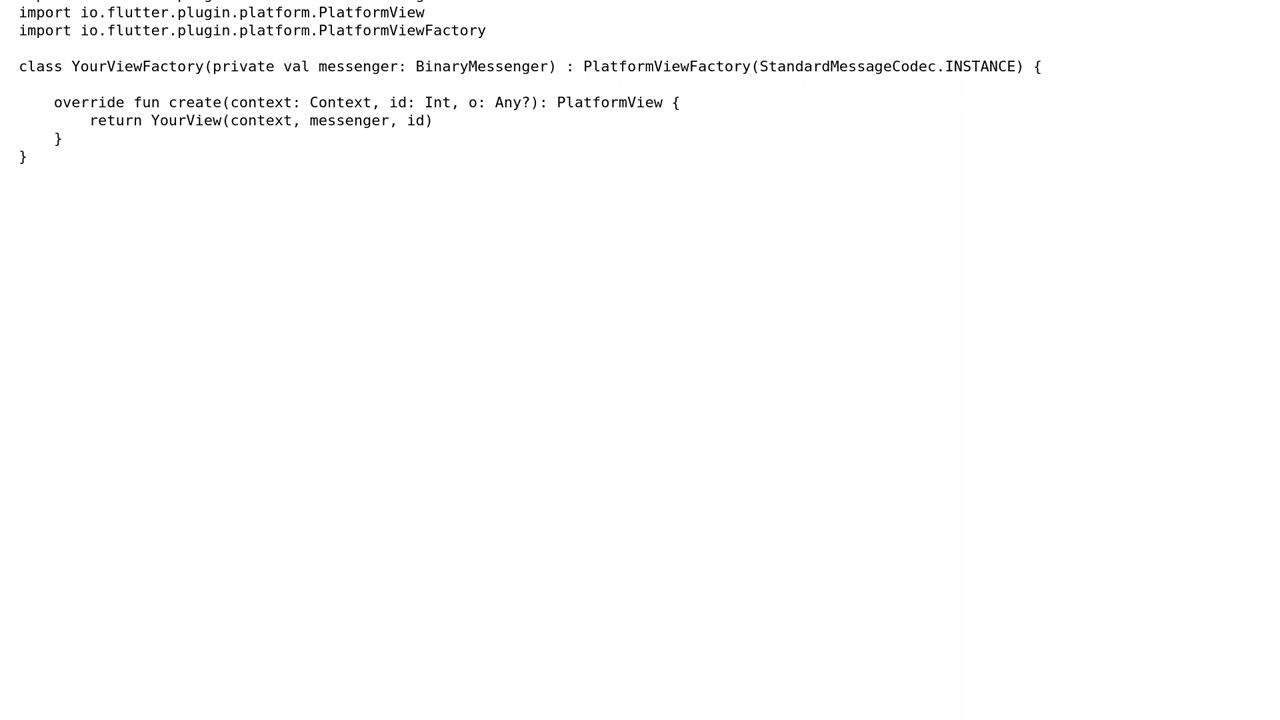 import io.flutter.plugin.platform.PlatformView
import io.flutter.plugin.platform.PlatformViewFactory
class YourViewFactory(private val messenger: BinaryMessenger) : PlatformViewFactory(StandardMessageCodec.INSTANCE) {
override fun create(context: Context, id: Int, o: Any?): PlatformView {
return YourView(context, messenger, id)
}
}